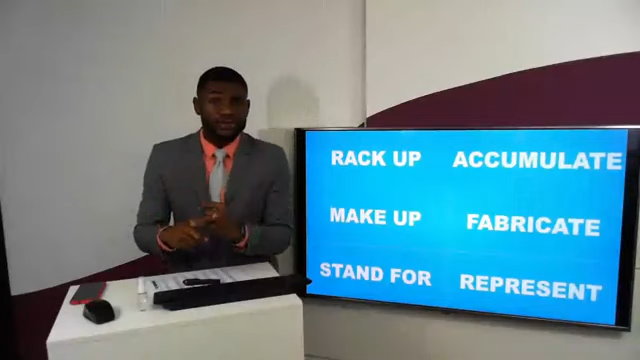 RACK UP ACCUMULATE
MAKE UP FABRICATE
STAND FOR REPRESENT